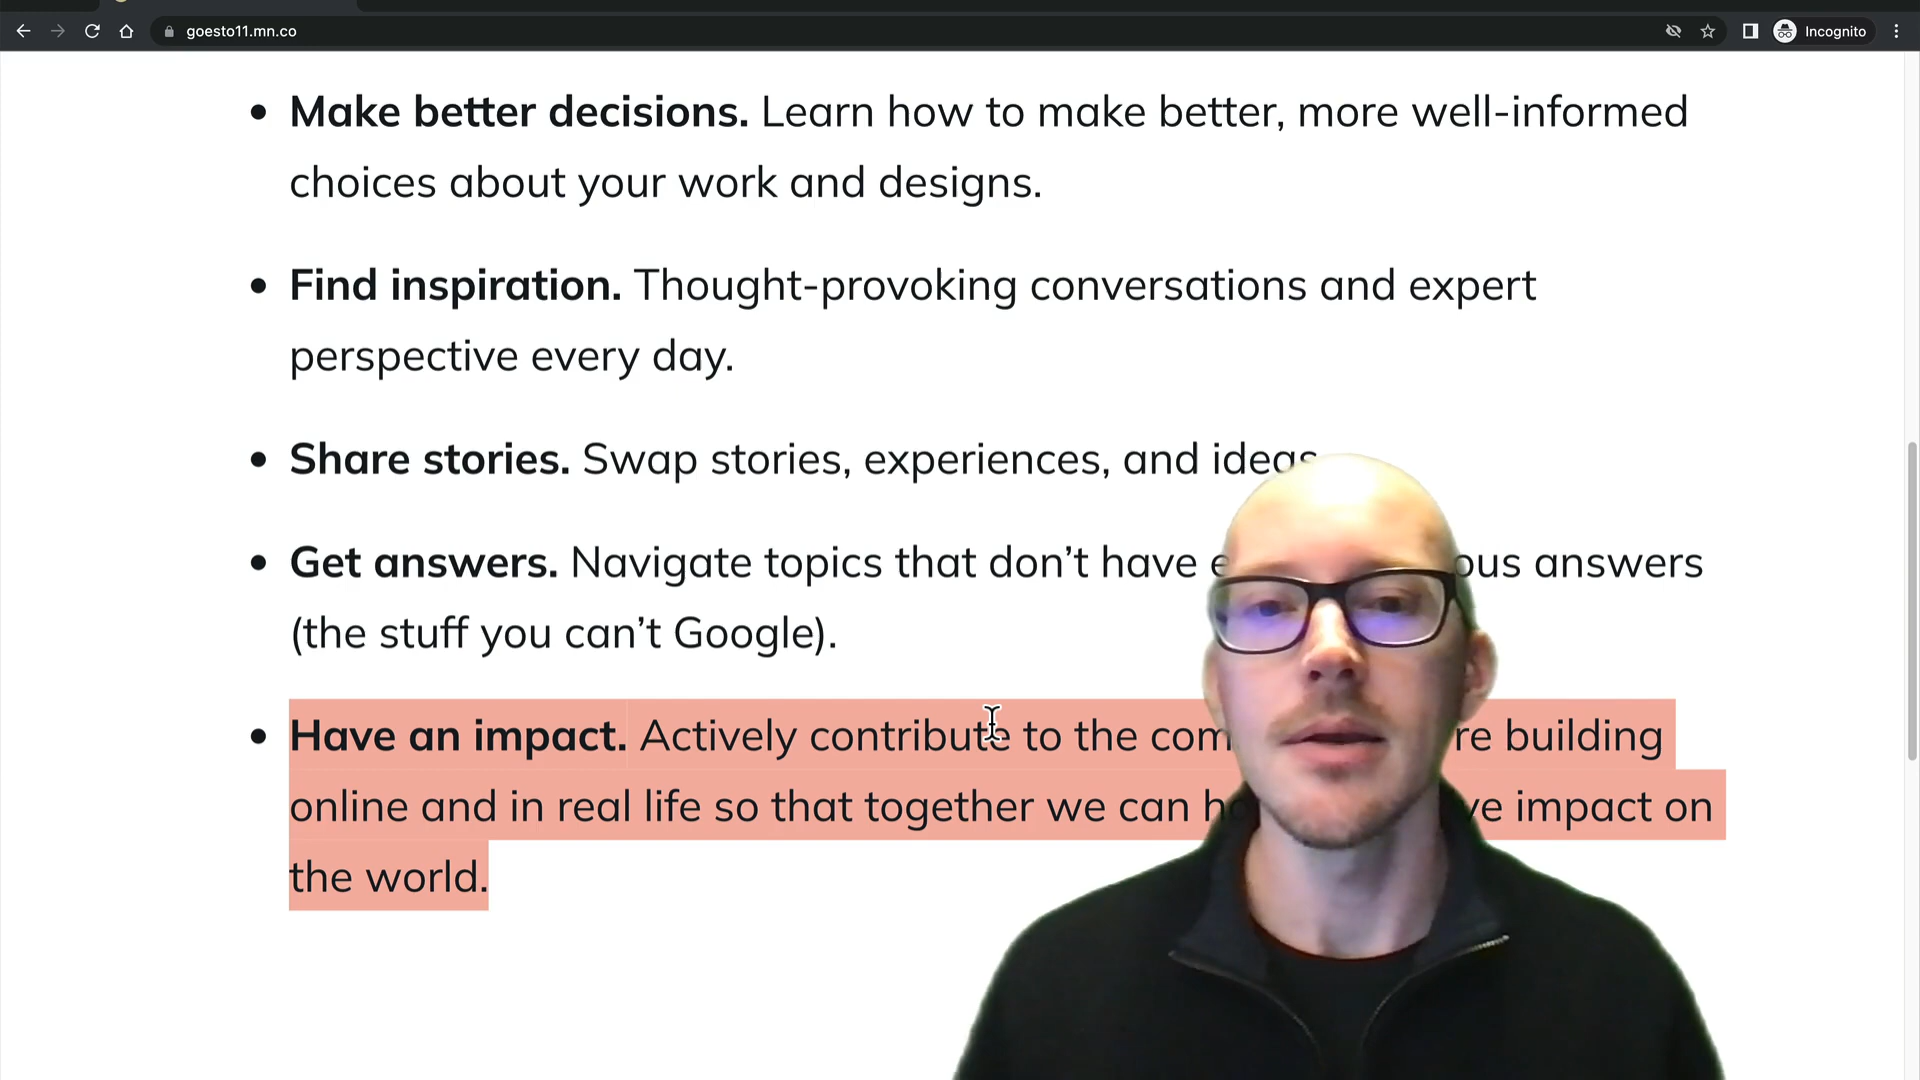 goesto11.mn.co
Incognito
Make better decisions. Learn how to make better, more well-informed
choices about your work and designs.
Find inspiration. Thought-provoking conversations and expert
perspective every day.
Share stories. Swap stories, experiences, and ideas
Get answers. Navigate topics that don’t have answers
(the stuff you can’t Google).
Have an impact. Actively contribute to the building
online and in real life so that together we can impact on
the world.